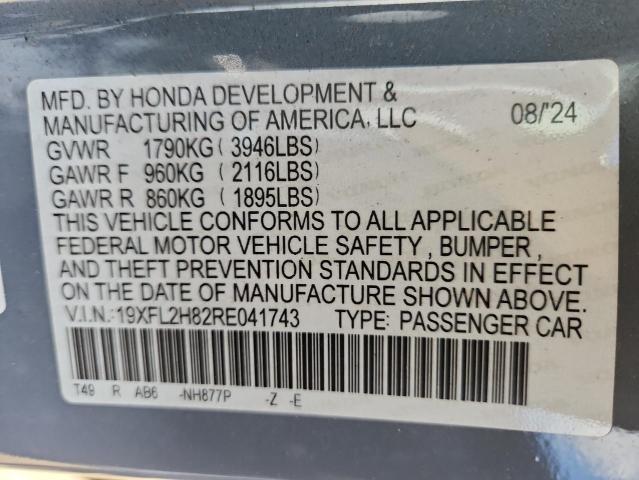 MFD. BY HONDA DEVELOPMENT &
MANUFACTURING OF AMERICA, LLC 08/'24
GVWR 1790KG ( 3946LBS)
GAWR F 960KG ( 2116LBS)
GAWR R 860KG ( 1895LBS)
THIS VEHICLE CONFORMS TO ALL APPLICABLE
FEDERAL MOTOR VEHICLE SAFETY, BUMPER,
AND THEFT PREVENTION STANDARDS IN EFFECT
ON THE DATE OF MANUFACTURE SHOWN ABOVE.
V.I.N.:19XFL2H82RE041743 TYPE: PASSENGER CAR
T49 R AB6 -NH877P -Z -E